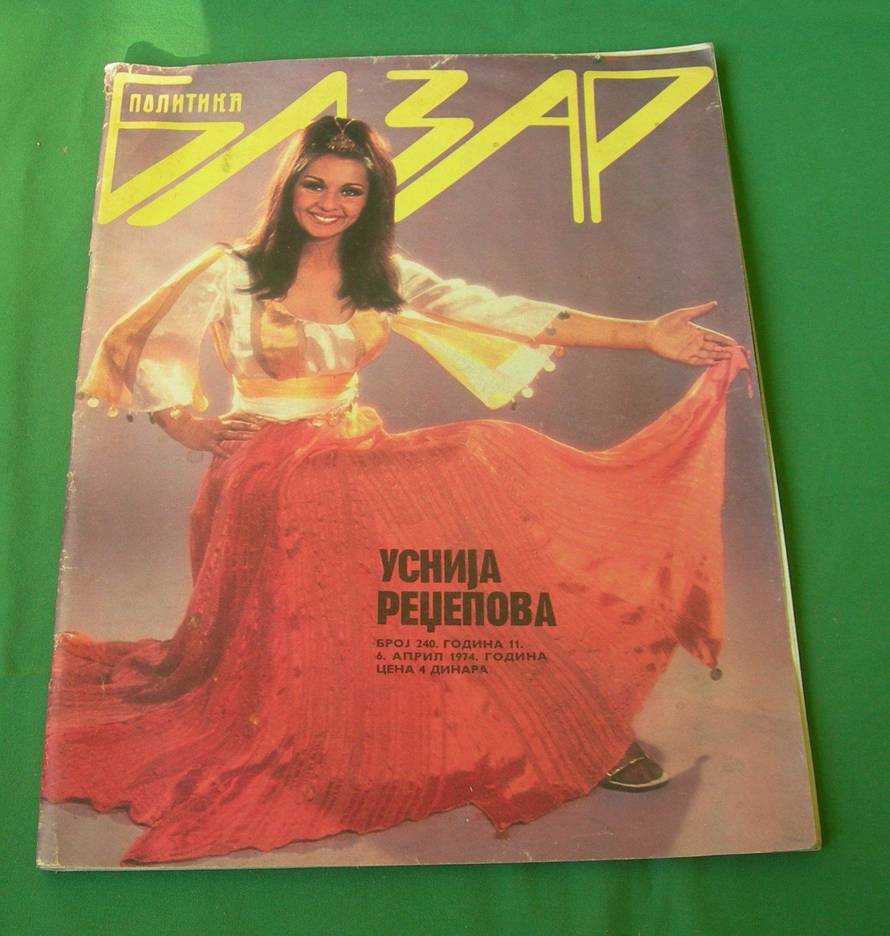 ПОЛИТИКА
БАЗАР
УСНИЈА
РЕЏЕПОВА
БРОЈ 240. ГОДИНА 11.
6. АПРИЛ 1974. ГОДИНА
ЦЕНА 4 ДИНАРА